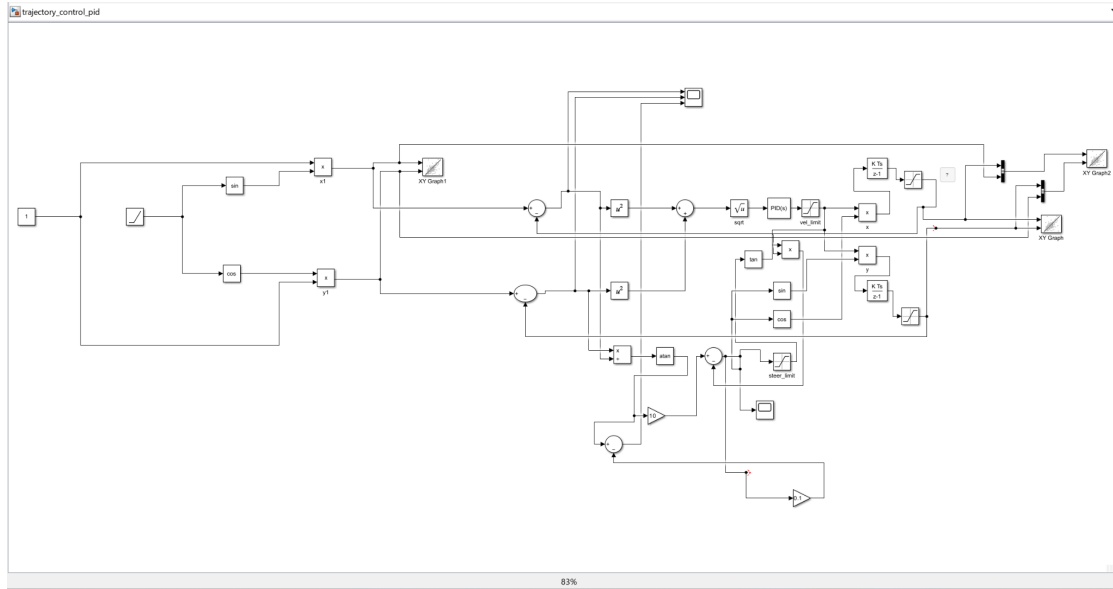 trajectory_control_pid
1
sin
cos
x
x1
x
y1
XY Graph1
+
−
+
−
u²
u²
+
+
√u
sqrt
PID(s)
vel_limit
K Ts
z-1
x
x
XY Graph2
XY Graph
tan
x
x
y
sin
cos
K Ts
z-1
x
÷
atan
+
−
steer_limit
10
+
−
0.1
83%